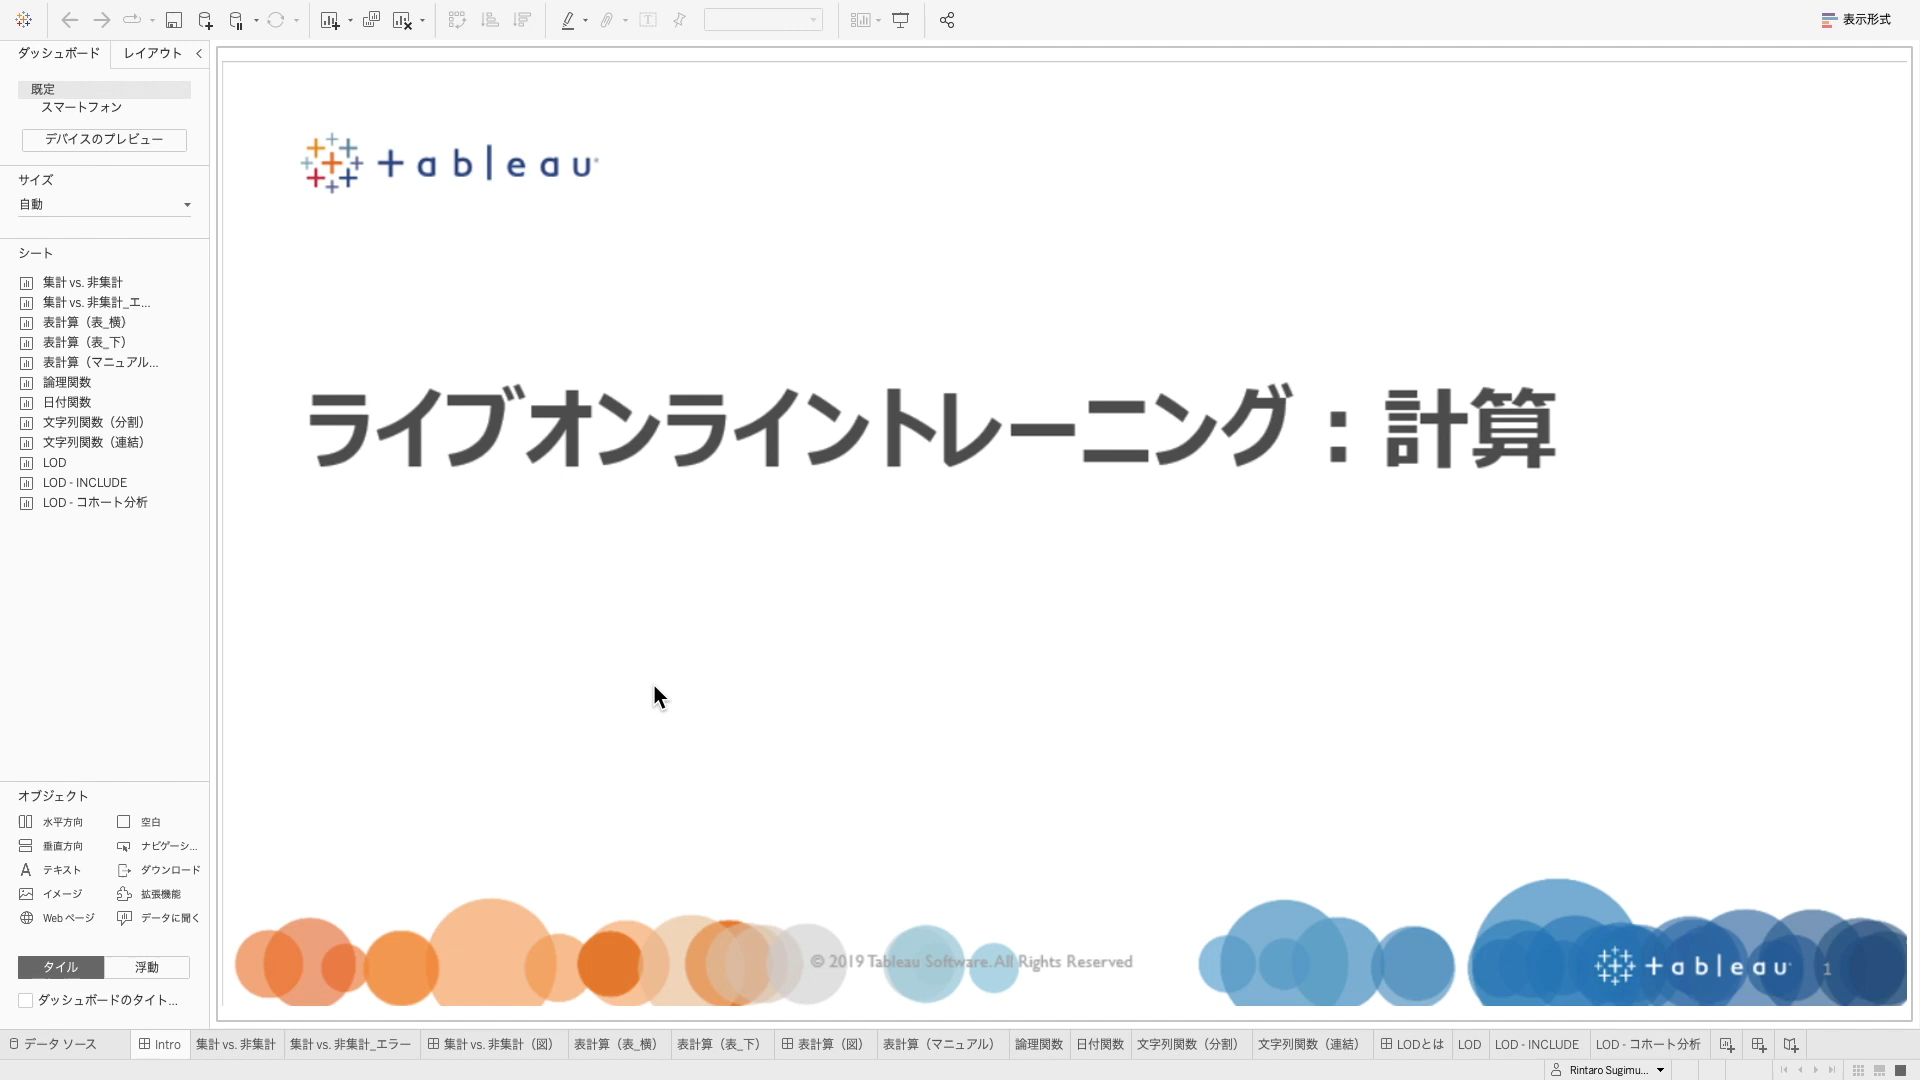 表示形式
ダッシュボード
レイアウト
既定
スマートフォン
デバイスのプレビュー
サイズ
自動
シート
集計 vs. 非集計
集計 vs. 非集計_エ...
表計算（表_横）
表計算（表_下）
表計算（マニュアル...
論理関数
日付関数
文字列関数（分割）
文字列関数（連結）
LOD
LOD - INCLUDE
LOD - コホート分析
tableau
ライブオンライントレーニング：計算
オブジェクト
水平方向 空白
垂直方向 ナビゲーシ...
テキスト ダウンロード
イメージ 拡張機能
Web ページ データに聞く
タイル 浮動
ダッシュボードのタイト...
© 2019 Tableau Software. All Rights Reserved
tableau 1
データ ソース Intro 集計 vs. 非集計 集計 vs. 非集計_エラー 集計 vs. 非集計（図） 表計算（表_横） 表計算（表_下） 表計算（図） 表計算（マニュアル） 論理関数 日付関数 文字列関数（分割） 文字列関数（連結） LODとは LOD LOD - INCLUDE LOD - コホート分析
Rintaro Sugimu...